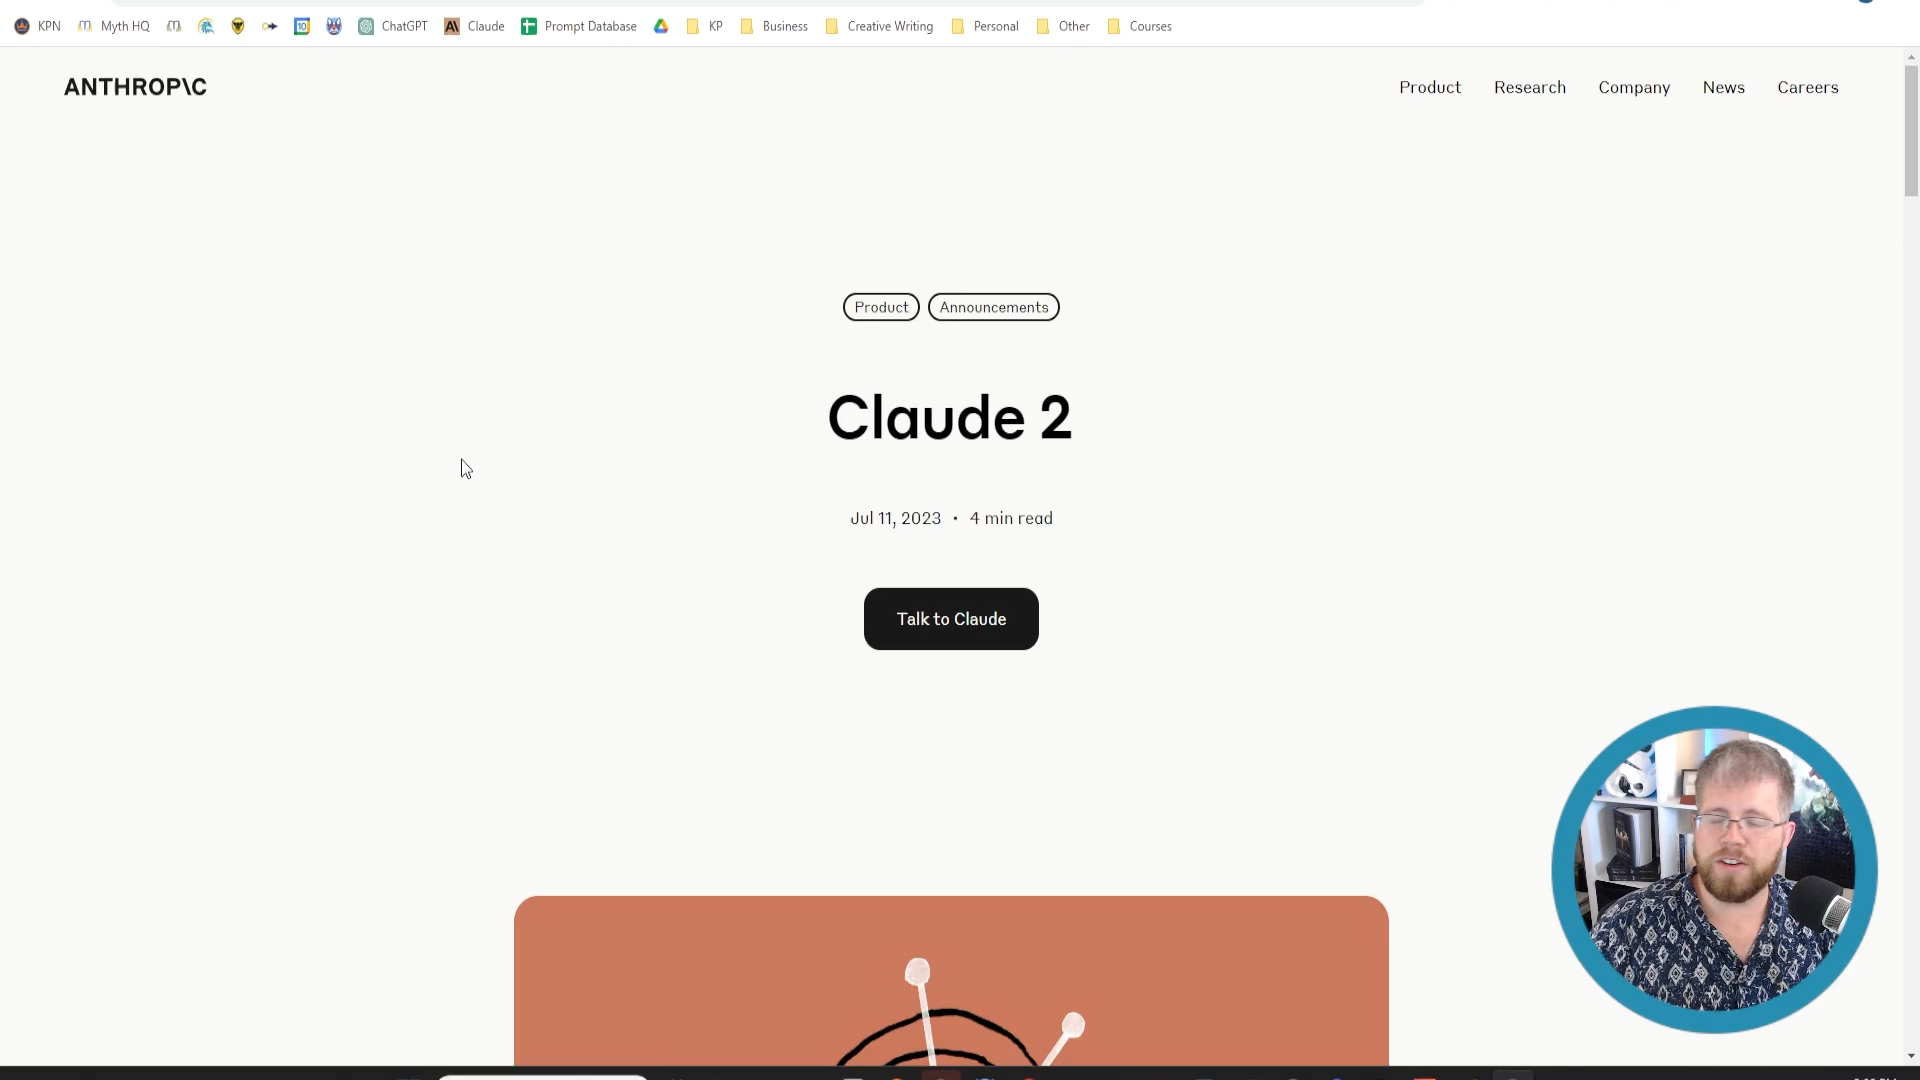 KPN Myth HQ 10 ChatGPT A\ Claude Prompt Database KP Business Creative Writing Personal Other Courses
ANTHROP\C
Product Research Company News Careers
Product Announcements
Claude 2
Jul 11, 2023 • 4 min read
Talk to Claude